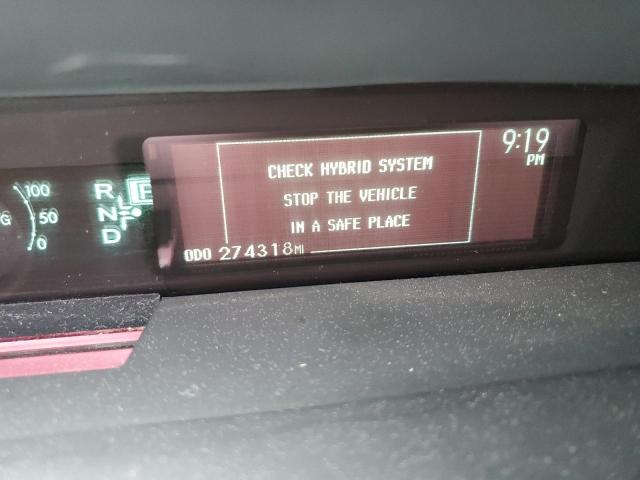 9:19
PM
CHECK HYBRID SYSTEM
STOP THE VEHICLE
IN A SAFE PLACE
ODO 274318MI
100
50
0
G
R
P
N
D